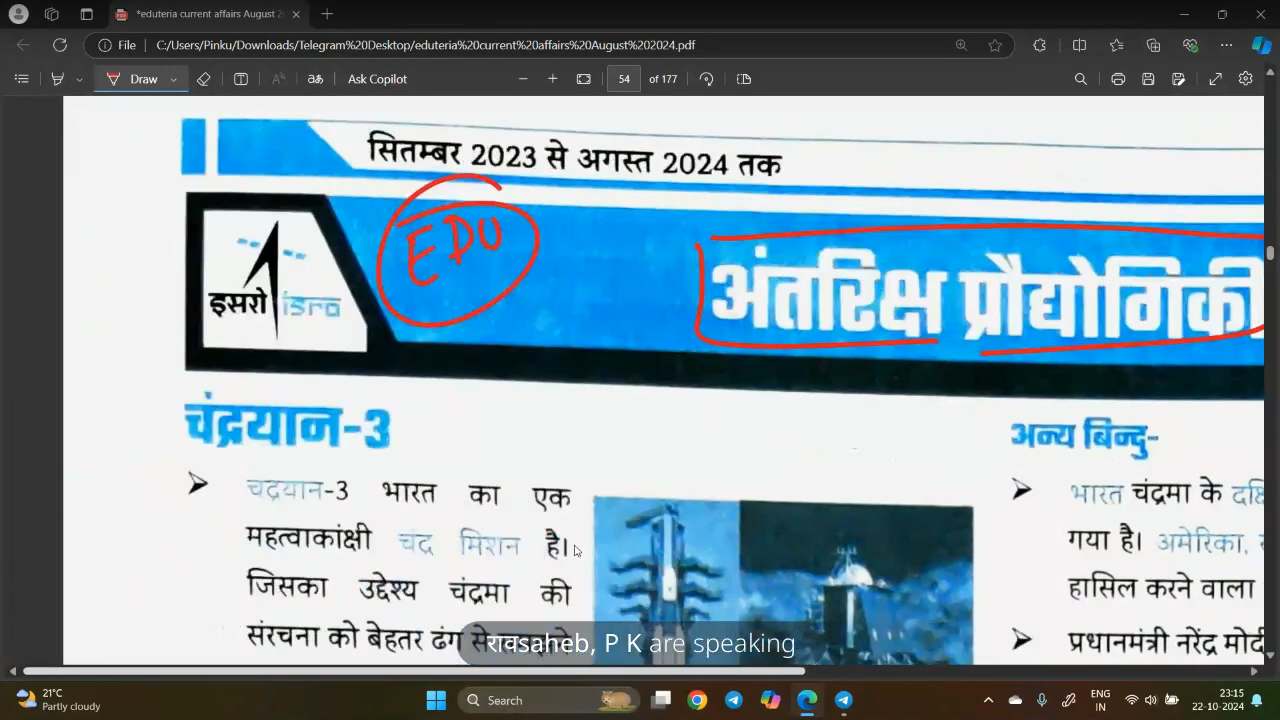 *eduteria current affairs August 2
File
C:/Users/Pinku/Downloads/Telegram%20Desktop/eduteria%20current%20affairs%20August%202024.pdf
Draw
Ask Copilot
54 of 177
सितम्बर 2023 से अगस्त 2024 तक
EDU
इसरो isro
अंतरिक्ष प्रौद्योगिकी
चंद्रयान-3
चद्रयान-3 भारत का एक
महत्वाकांक्षी चंद्र मिशन है।
जिसका उद्देश्य चंद्रमा की
संरचना को बेहतर ढंग से
अन्य बिन्दु-
भारत चंद्रमा के
गया है। अमेरिका,
हासिल करने वाला
प्रधानमंत्री नरेंद्र मोदी
रावसाहेब, P K are speaking
21°C
Partly cloudy
Search
ENG
IN
23:15
22-10-2024